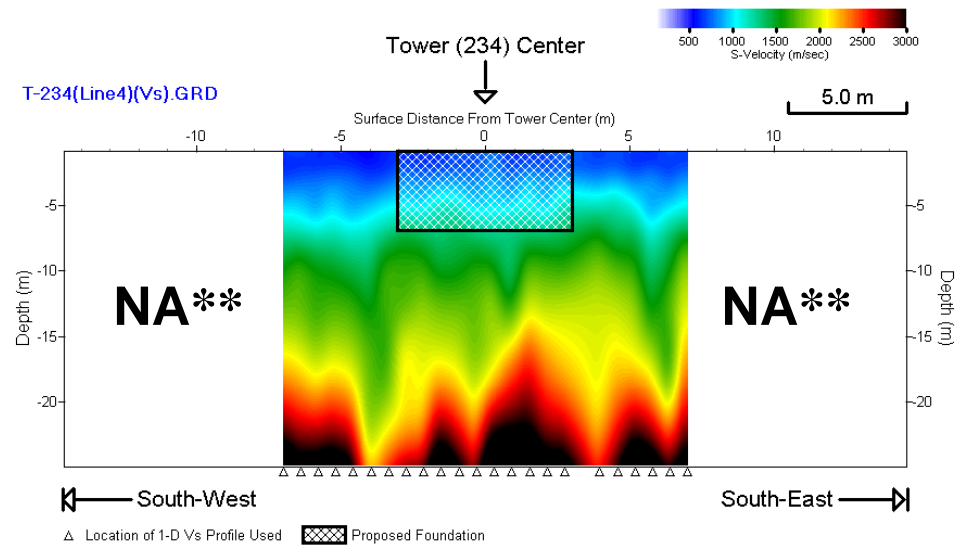 500 1000 1500 2000 2500 3000
S-Velocity (m/sec)
Tower (234) Center
T-234(Line4)(Vs).GRD
5.0 m
Surface Distance From Tower Center (m)
-10 -5 0 5 10
-5 -5
-10 -10
-15 -15
-20 -20
Depth (m)
Depth (m)
NA** NA**
South-West South-East
Location of 1-D Vs Profile Used Proposed Foundation